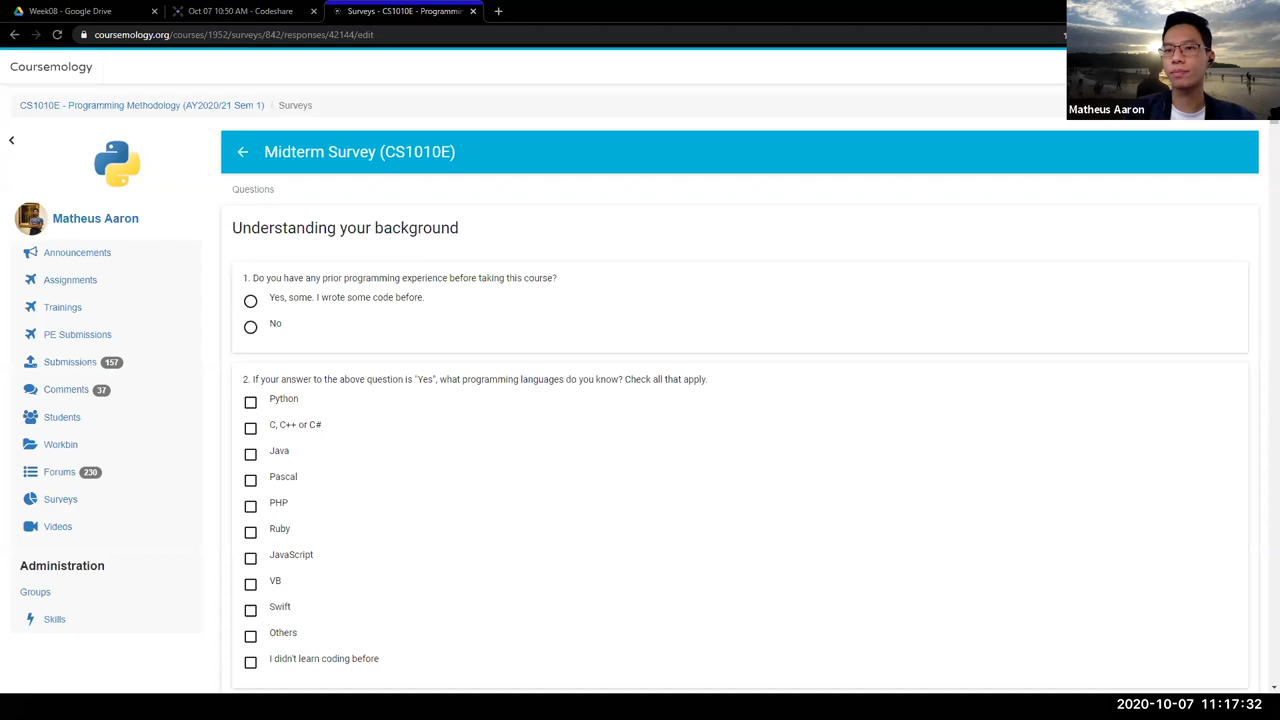 Week08 - Google Drive
Oct 07 10:50 AM - Codeshare
Surveys - CS1010E - Programmin
coursemology.org/courses/1952/surveys/842/responses/42144/edit
Coursemology
Matheus Aaron
CS1010E - Programming Methodology (AY2020/21 Sem 1) / Surveys
Midterm Survey (CS1010E)
Questions
Matheus Aaron
Announcements
Assignments
Trainings
PE Submissions
Submissions 157
Comments 37
Students
Workbin
Forums 230
Surveys
Videos
Administration
Groups
Skills
Understanding your background
1. Do you have any prior programming experience before taking this course?
Yes, some. I wrote some code before.
No
2. If your answer to the above question is "Yes", what programming languages do you know? Check all that apply.
Python
C, C++ or C#
Java
Pascal
PHP
Ruby
JavaScript
VB
Swift
Others
I didn't learn coding before
2020-10-07 11:17:32